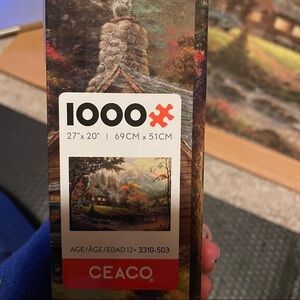 1000
27"x 20" | 69CM x 51CM
AGE/ÂGE/EDAD 12+ 3310-503
CEACO®